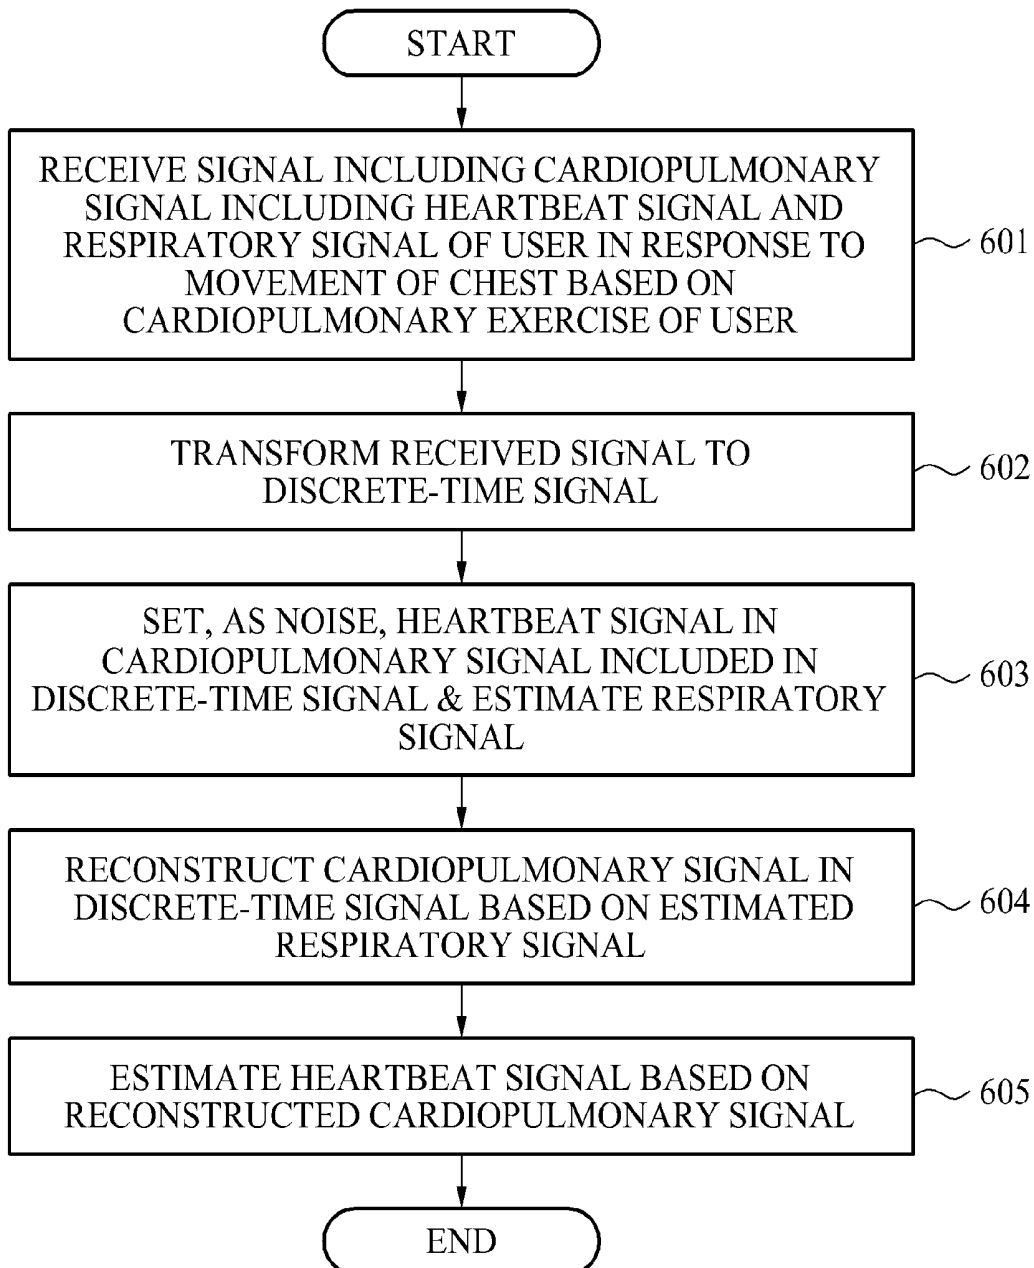 START
RECEIVE SIGNAL INCLUDING CARDIOPULMONARY
SIGNAL INCLUDING HEARTBEAT SIGNAL AND
RESPIRATORY SIGNAL OF USER IN RESPONSE TO
MOVEMENT OF CHEST BASED ON
CARDIOPULMONARY EXERCISE OF USER
601
TRANSFORM RECEIVED SIGNAL TO
DISCRETE-TIME SIGNAL
602
SET, AS NOISE, HEARTBEAT SIGNAL IN
CARDIOPULMONARY SIGNAL INCLUDED IN
DISCRETE-TIME SIGNAL & ESTIMATE RESPIRATORY
SIGNAL
603
RECONSTRUCT CARDIOPULMONARY SIGNAL IN
DISCRETE-TIME SIGNAL BASED ON ESTIMATED
RESPIRATORY SIGNAL
604
ESTIMATE HEARTBEAT SIGNAL BASED ON
RECONSTRUCTED CARDIOPULMONARY SIGNAL
605
END